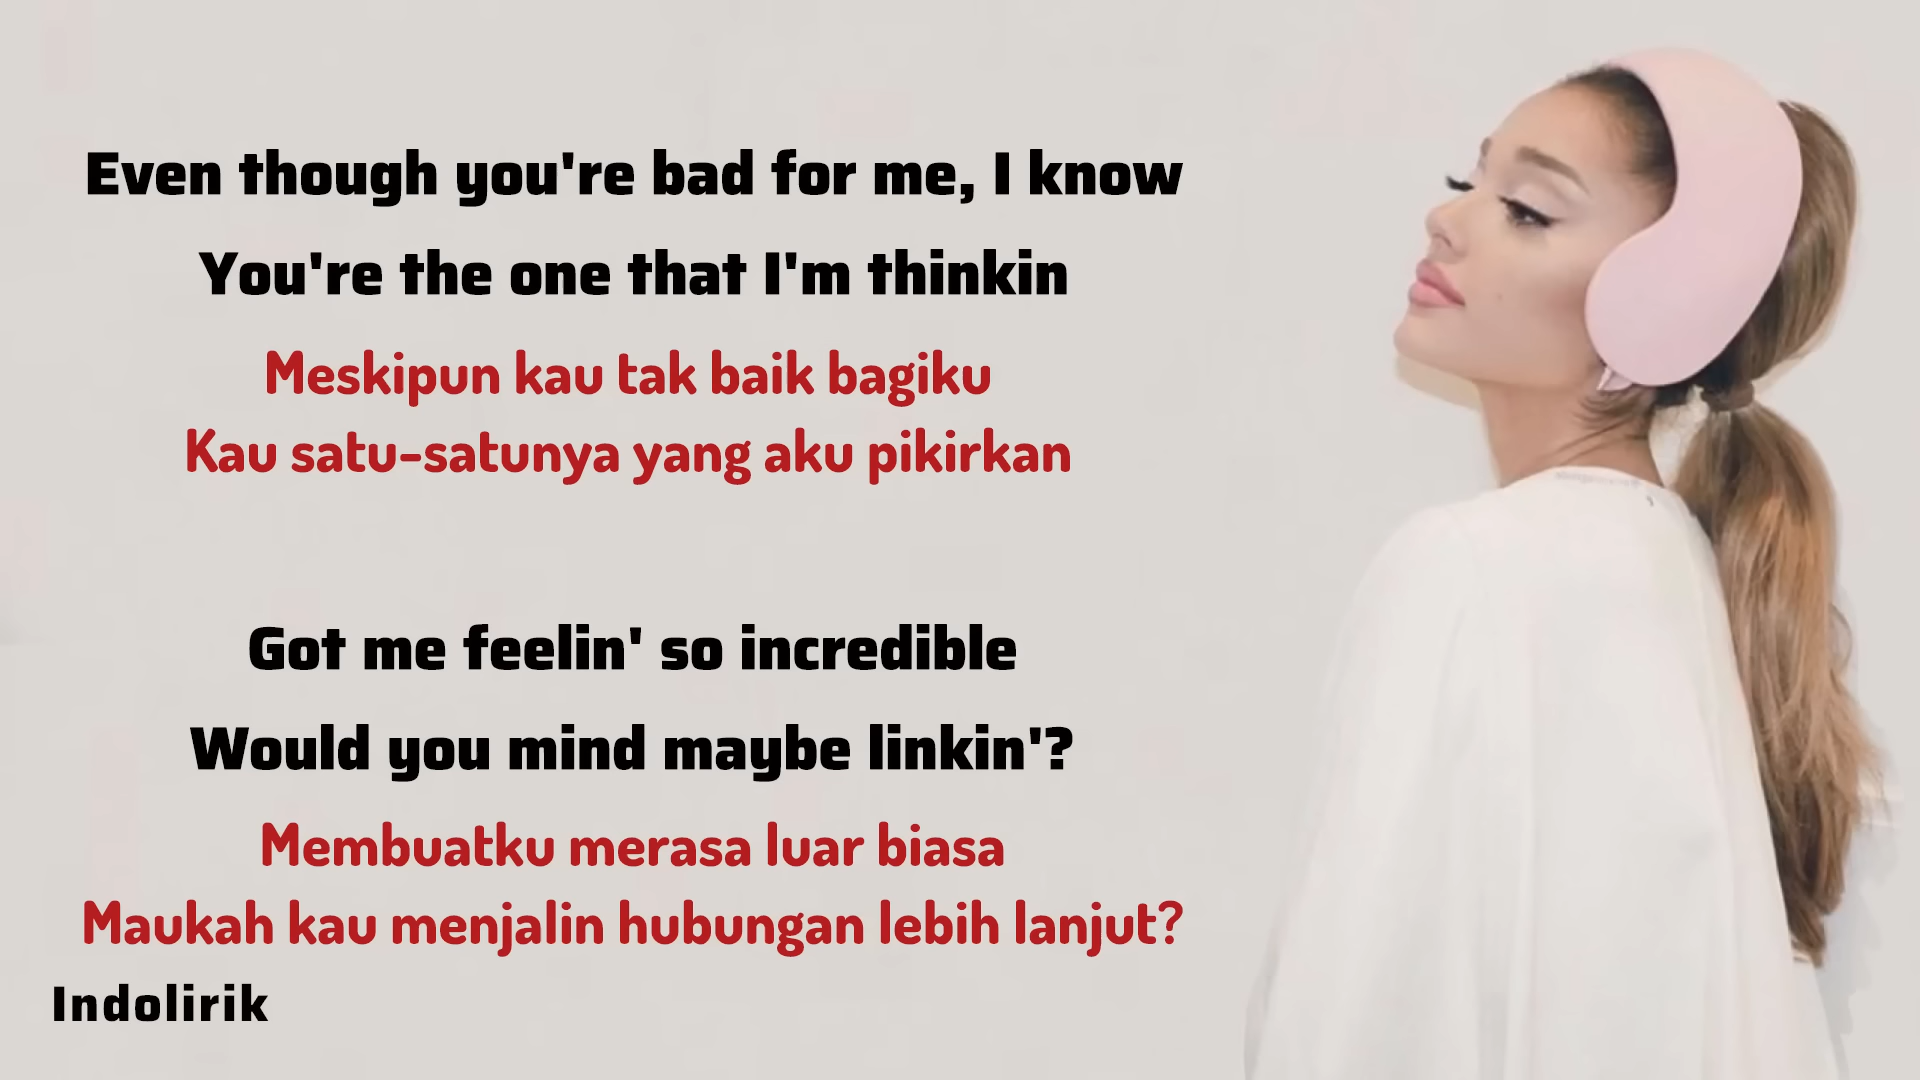 Even though you're bad for me, I know
You're the one that I'm thinkin
Meskipun kau tak baik bagiku
Kau satu-satunya yang aku pikirkan
Got me feelin' so incredible
Would you mind maybe linkin'?
Membuatku merasa luar biasa
Maukah kau menjalin hubungan lebih lanjut?
Indolirik